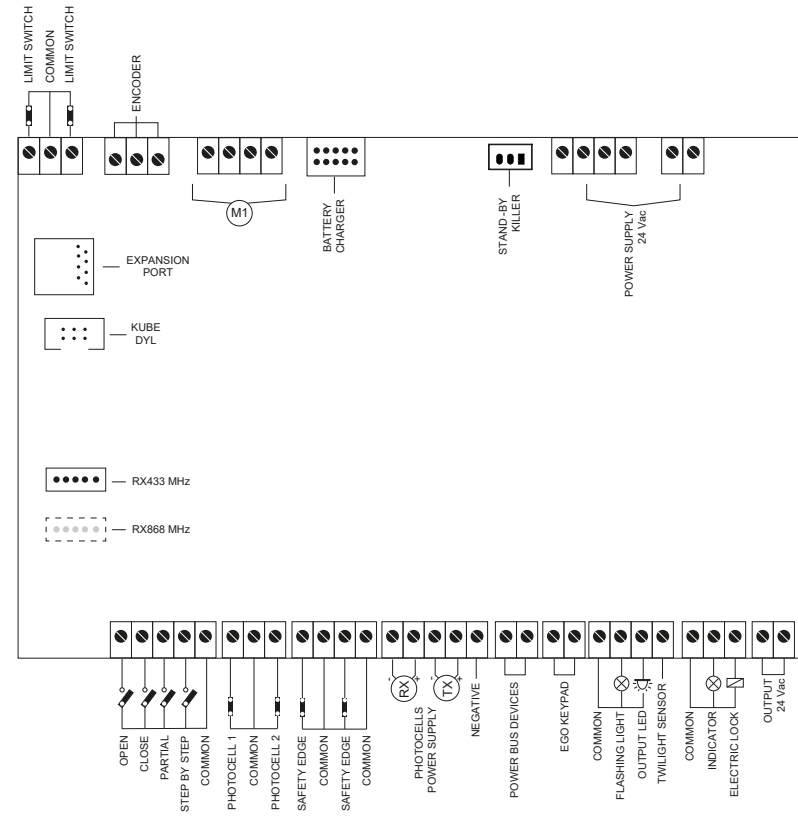 LIMIT SWITCH
COMMON
LIMIT SWITCH
ENCODER
M1
BATTERY
CHARGER
STAND -BY
KILLER
POWER SUPPLY
24 Vac
EXPANSION
PORT
KUBE
DYL
RX433 MHz
RX868 MHz
OPEN
CLOSE
PARTIAL
STEP BY STEP
COMMON
PHOTOCELL 1
COMMON
PHOTOCELL 2
SAFETY EDGE
COMMON
SAFETY EDGE
COMMON
- RX +
- TX +
PHOTOCELLS
POWER SUPPLY
NEGATIVE
POWER BUS DEVICES
EGO KEYPAD
COMMON
FLASHING LIGHT
OUTPUT LED
TWILIGHT SENSOR
COMMON
INDICATOR
ELECTRIC LOCK
OUTPUT
24 Vac